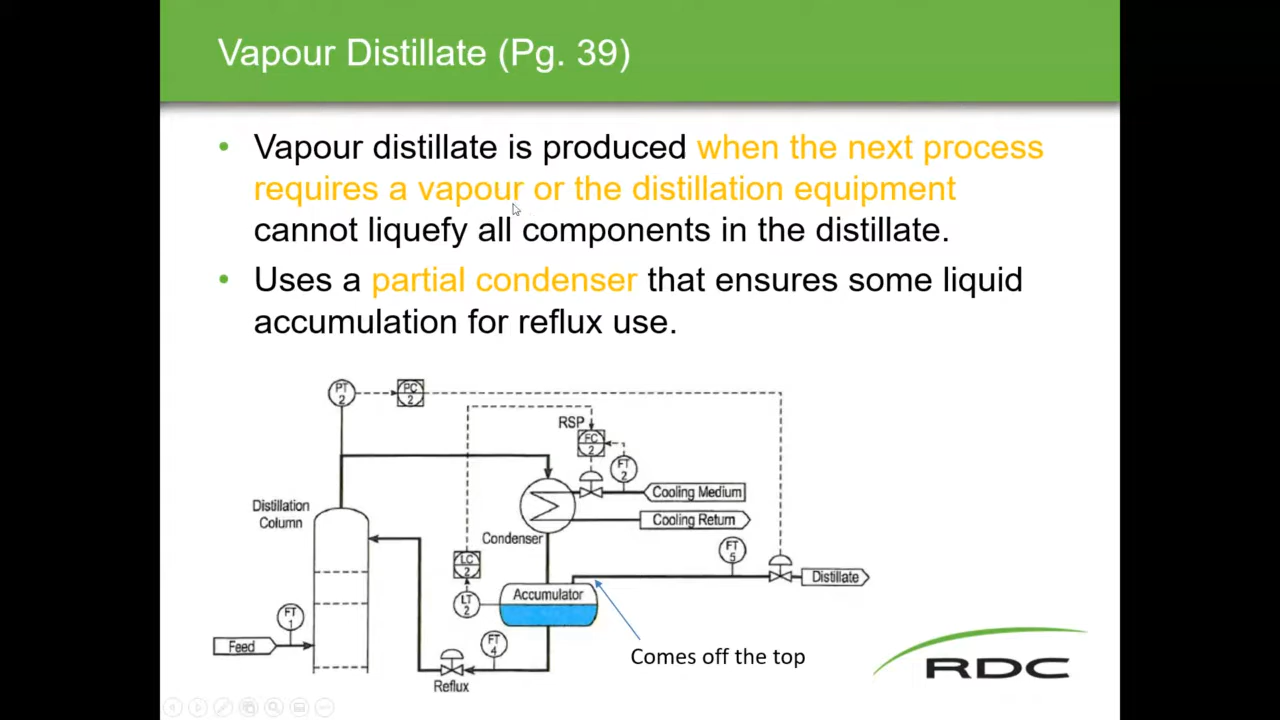 Vapour Distillate (Pg. 39)
• Vapour distillate is produced when the next process
requires a vapour or the distillation equipment
cannot liquefy all components in the distillate.
• Uses a partial condenser that ensures some liquid
accumulation for reflux use.
PT
2
PC
2
RSP
FC
2
FT
2
Cooling Medium
Cooling Return
Distillation
Column
Condenser
LC
2
FT
5
Distillate
Accumulator
LT
2
FT
1
Feed
FT
4
Reflux
Comes off the top
RDC